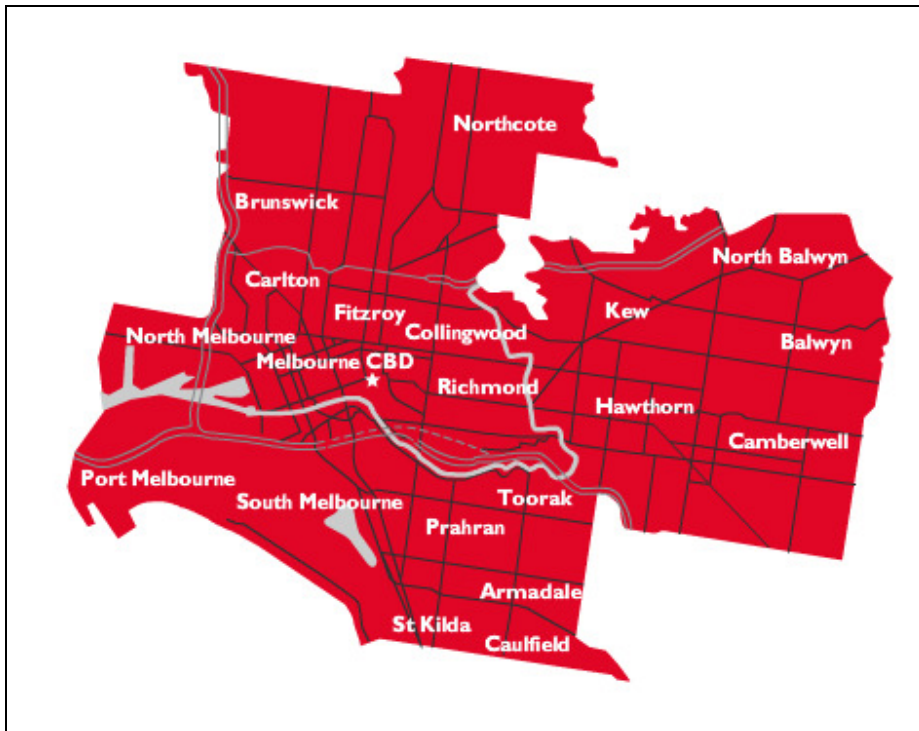 Northcote
Brunswick
North Balwyn
Carlton
Fitzroy
Kew
North Melbourne
Collingwood
Balwyn
Melbourne CBD
Richmond
Hawthorn
Camberwell
Port Melbourne
South Melbourne
Toorak
Prahran
Armadale
St Kilda
Caulfield